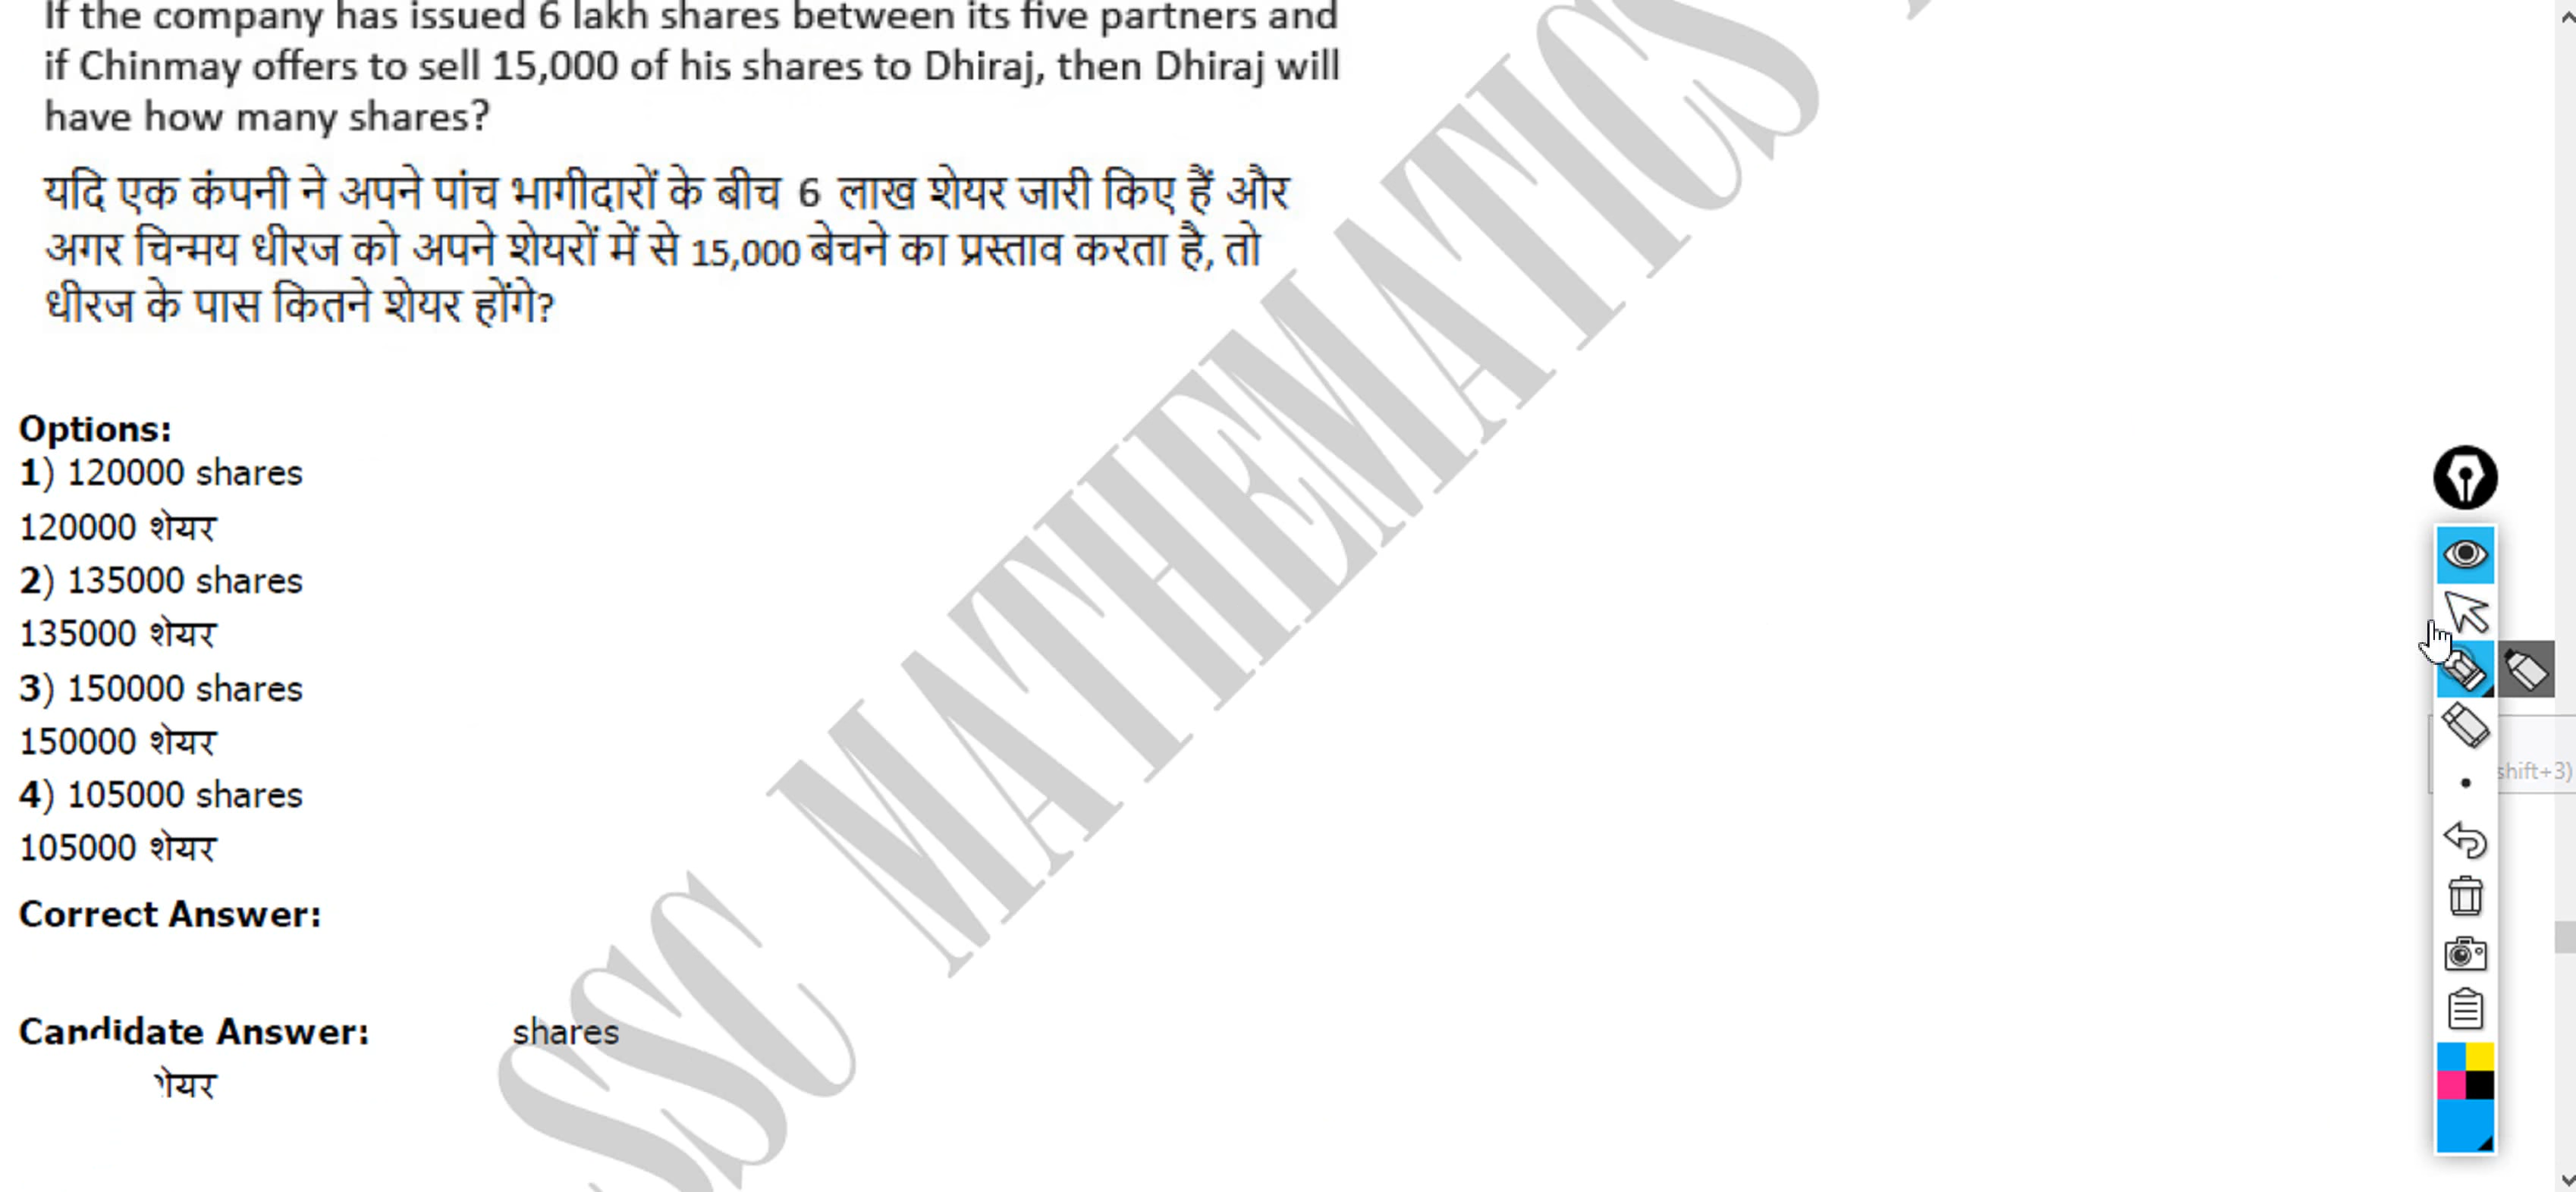 If the company has issued 6 lakh shares between its five partners and
if Chinmay offers to sell 15,000 of his shares to Dhiraj, then Dhiraj will
have how many shares?
यदि एक कंपनी ने अपने पांच भागीदारों के बीच 6 लाख शेयर जारी किए हैं और
अगर चिन्मय धीरज को अपने शेयरों में से 15,000 बेचने का प्रस्ताव करता है, तो
धीरज के पास कितने शेयर होंगे?
Options:
1) 120000 shares
120000 शेयर
2) 135000 shares
135000 शेयर
3) 150000 shares
150000 शेयर
4) 105000 shares
105000 शेयर
Correct Answer:
Candidate Answer: shares
SSC MATHEMATICS
shift+3)